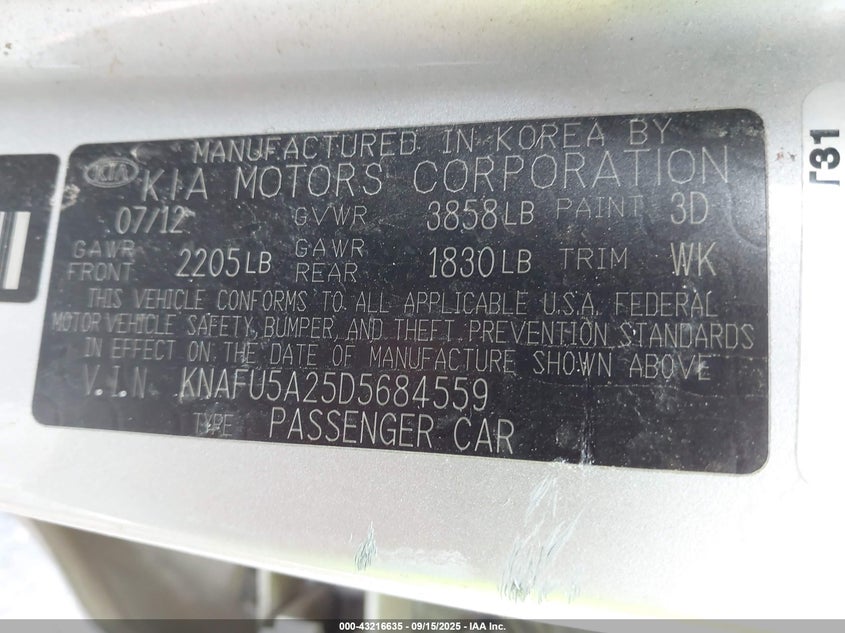 MANUFACTURED IN KOREA BY
KIA KIA MOTORS CORPORATION
07/12 GVWR 3858LB PAINT 3D
GAWR FRONT 2205LB GAWR REAR 1830LB TRIM WK
THIS VEHICLE CONFORMS TO ALL APPLICABLE U.S.A. FEDERAL
MOTOR VEHICLE SAFETY, BUMPER, AND THEFT PREVENTION STANDARDS
IN EFFECT ON THE DATE OF MANUFACTURE SHOWN ABOVE
V.I.N. KNAFU5A25D5684559
TYPE PASSENGER CAR
T31
000-43216635 - 09/15/2025 - IAA Inc.